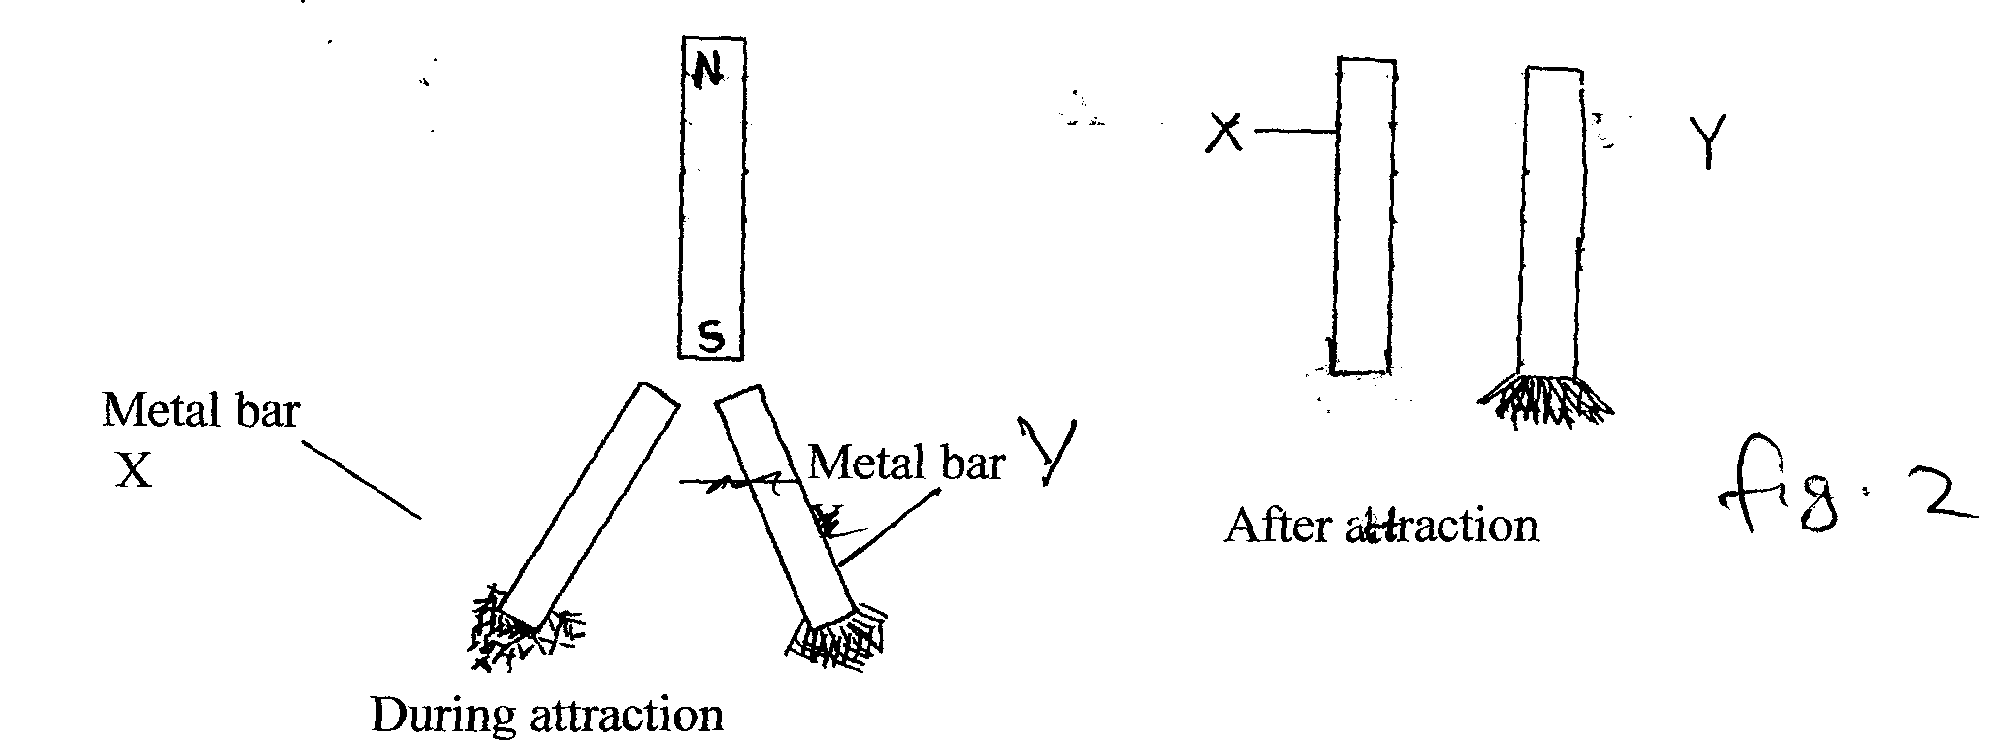 N
S
Metal bar
X
Metal bar Y
During attraction
X
Y
After attraction
fig. 2